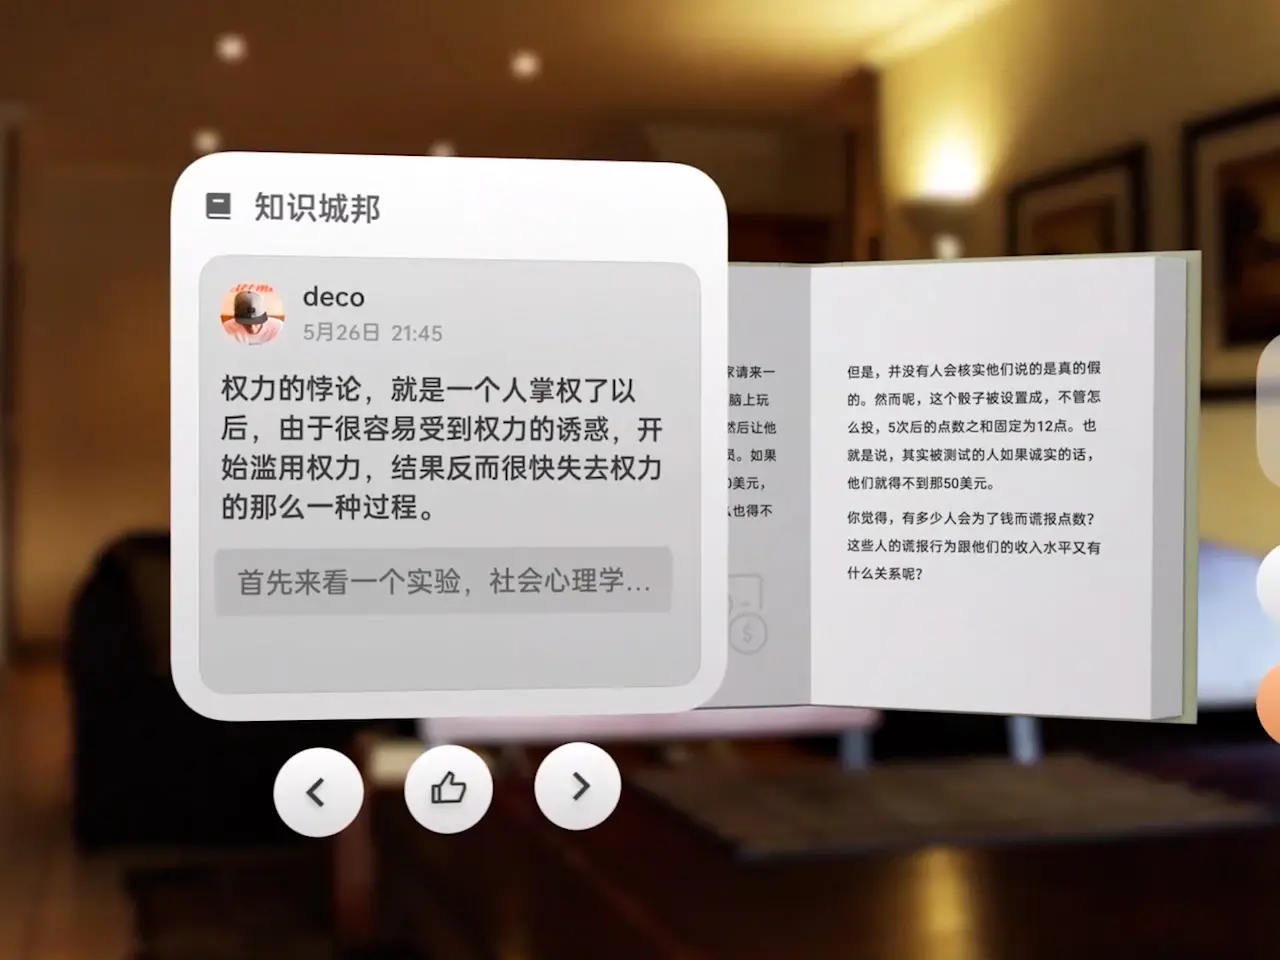 知识城邦
deco
5月26日 21:45
权力的悖论，就是一个人掌权了以
后，由于很容易受到权力的诱惑，开
始滥用权力，结果反而很快失去权力
的那么一种过程。
首先来看一个实验，社会心理学...
家请来一
脑上玩
然后让他
员。如果
0美元，
么也得不
但是，并没有人会核实他们说的是真的假
的。然而呢，这个骰子被设置成，不管怎
么投，5次后的点数之和固定为12点。也
就是说，其实被测试的人如果诚实的话，
他们就得不到那50美元。
你觉得，有多少人会为了钱而谎报点数？
这些人的谎报行为跟他们的收入水平又有
什么关系呢？